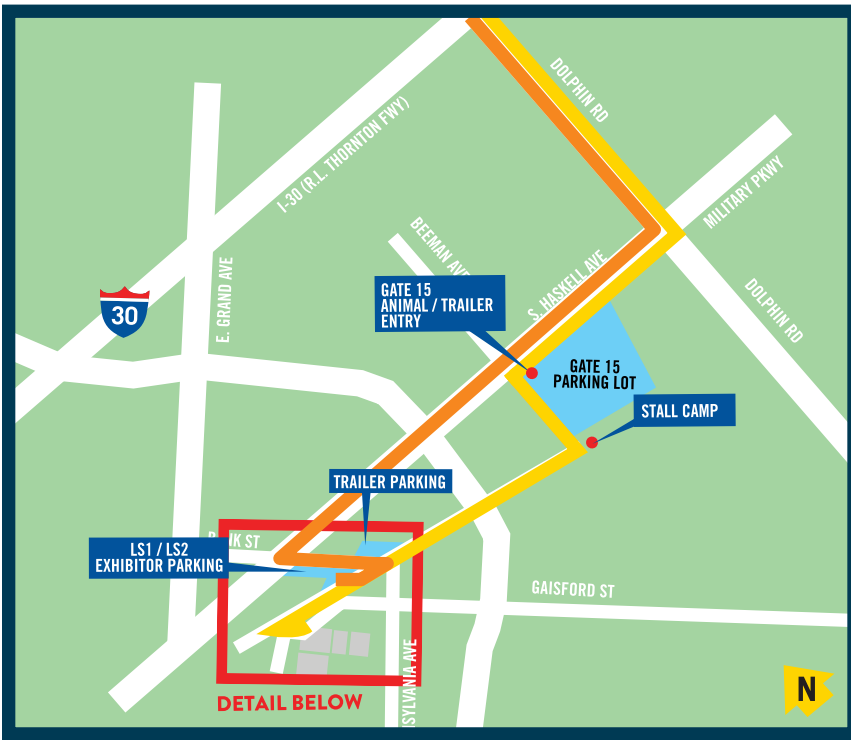 DOLPHIN RD
I-30 (R.L. THORNTON FWY)
MILITARY PKWY
BEEMAN AVE
S. HASKELL AVE
E. GRAND AVE
30
GATE 15
ANIMAL / TRAILER
ENTRY
DOLPHIN RD
GATE 15
PARKING LOT
STALL CAMP
TRAILER PARKING
LS1 / LS2
EXHIBITOR PARKING
IK ST
GAISFORD ST
SYLVANIA AVE
DETAIL BELOW
N